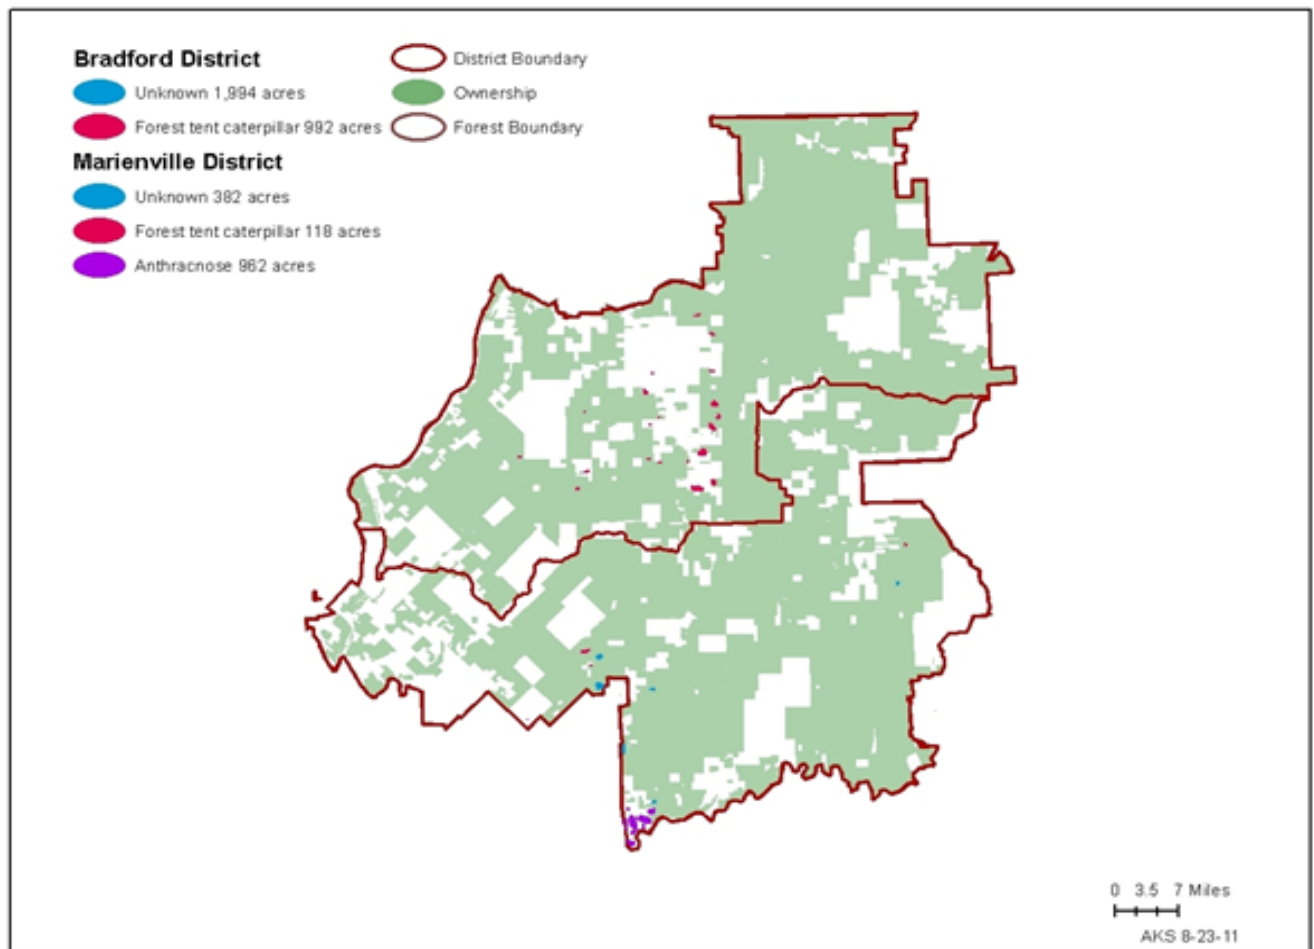 Bradford District
Unknown 1,994 acres
Forest tent caterpillar 992 acres
Marienville District
Unknown 382 acres
Forest tent caterpillar 118 acres
Anthracnose 962 acres
District Boundary
Ownership
Forest Boundary
0 3.5 7 Miles
AKS 8-23-11